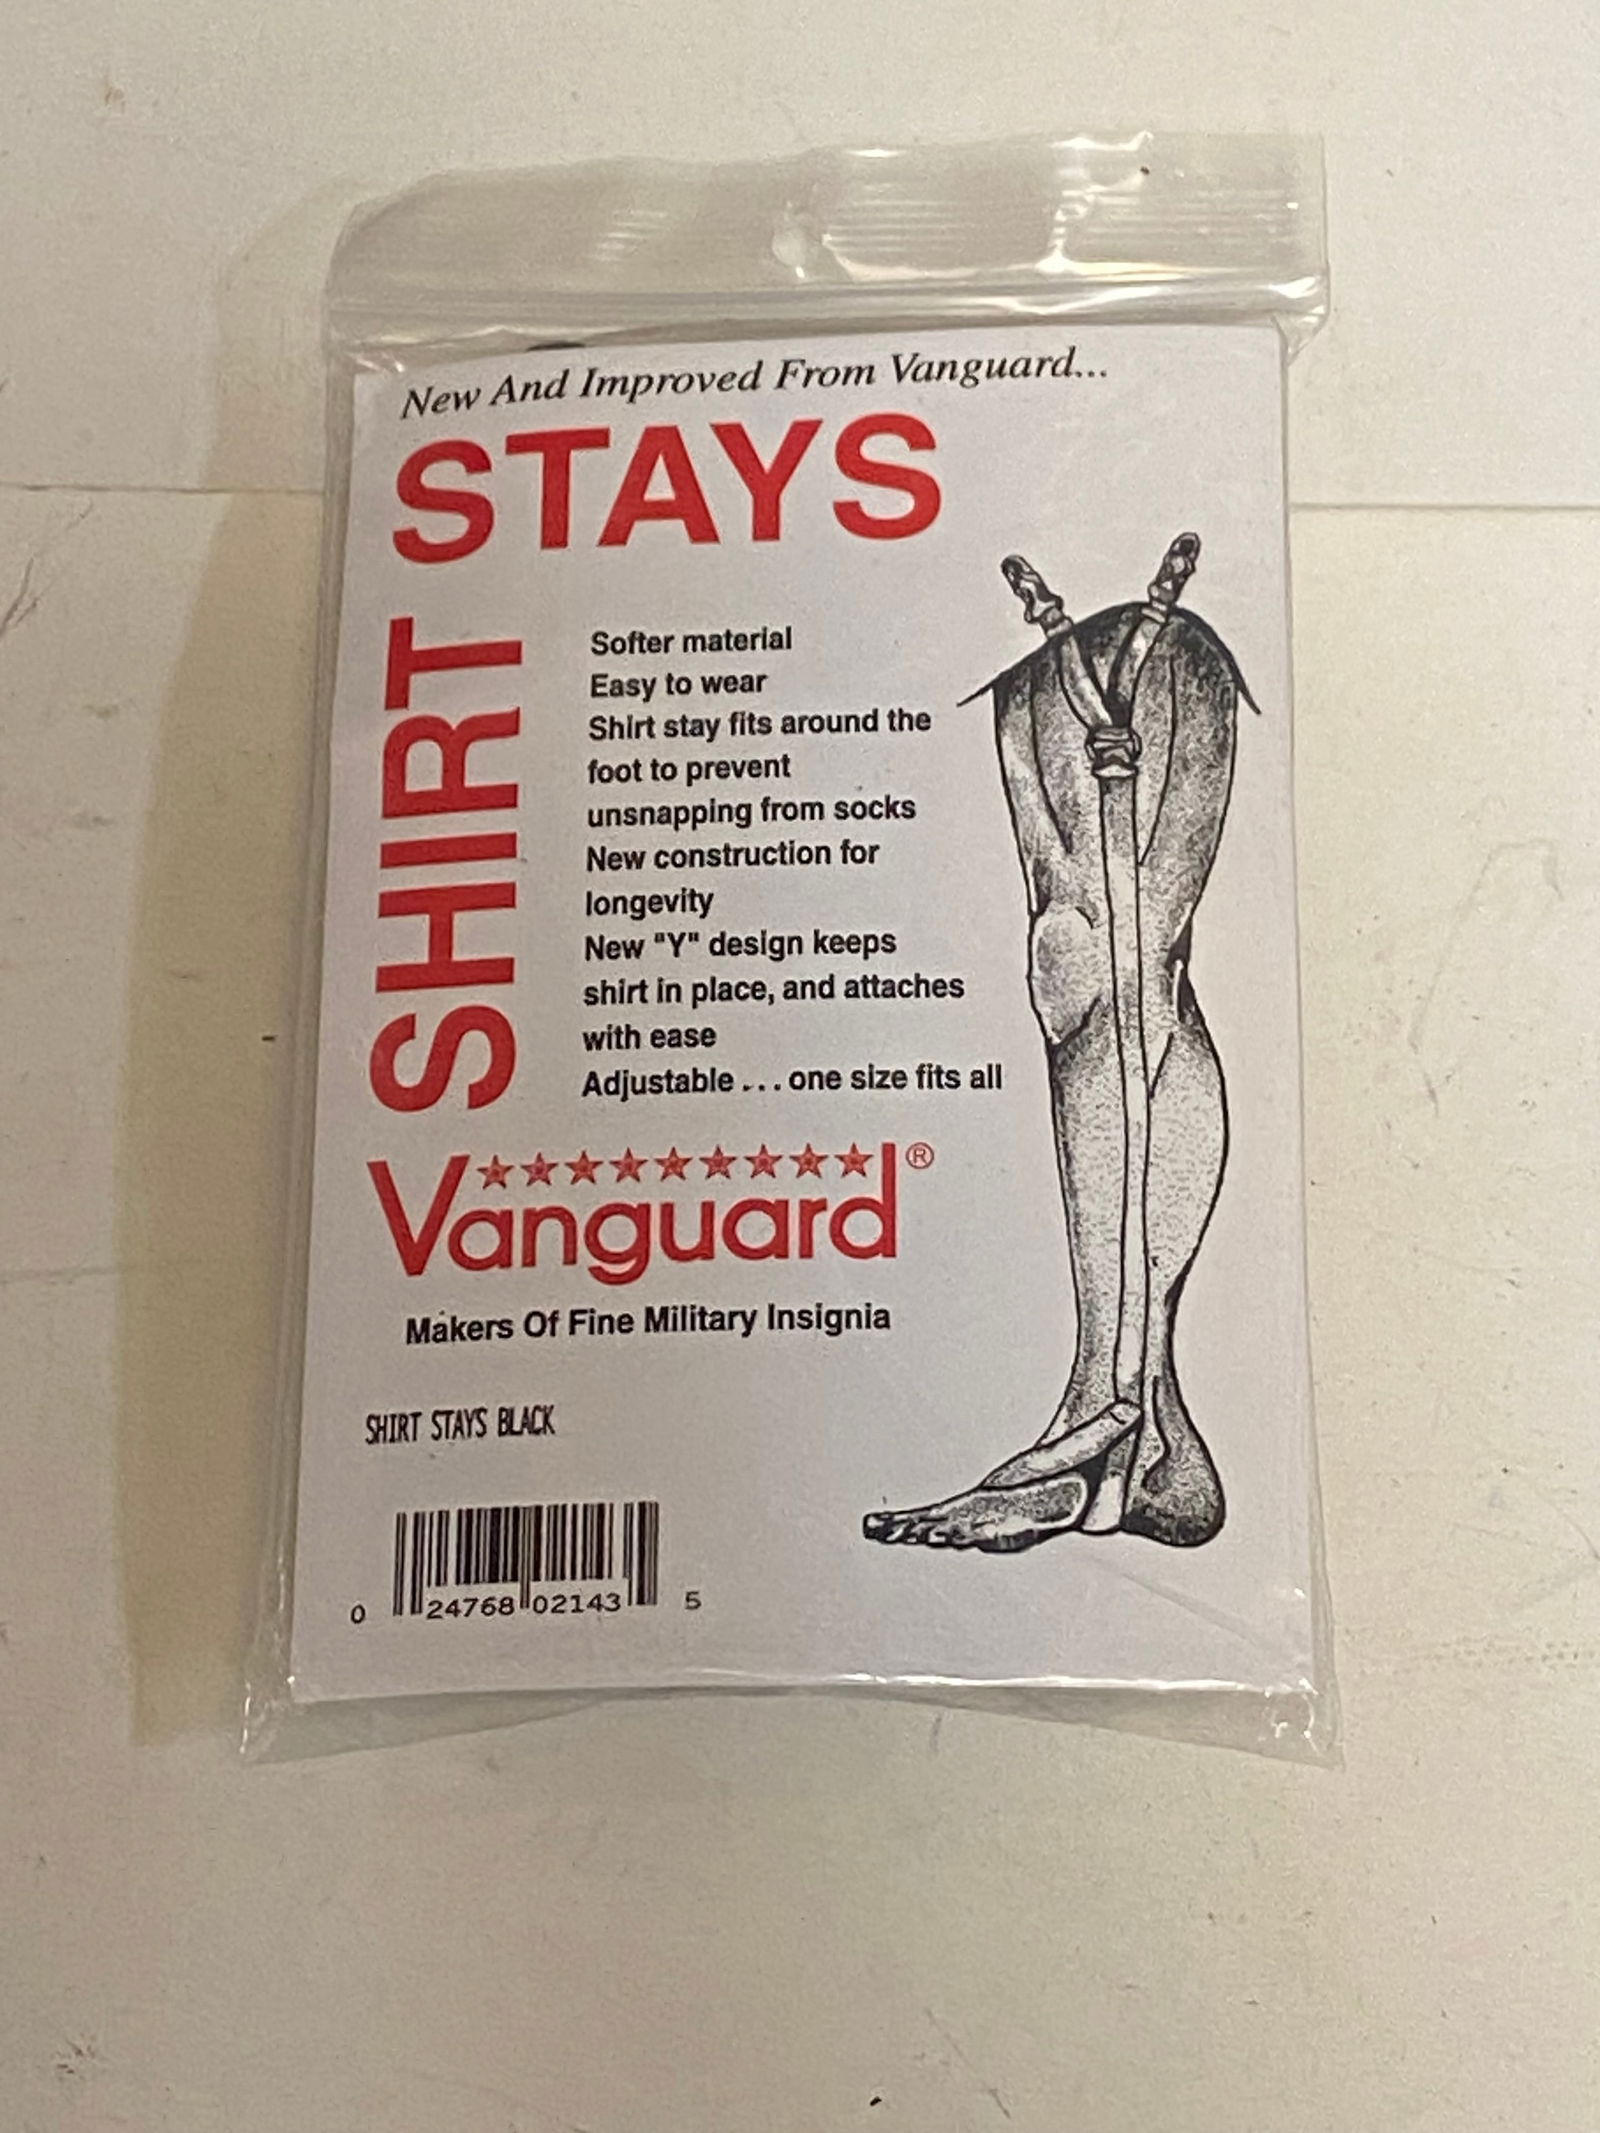 New And Improved From Vanguard...
STAYS
SHIRT
Softer material
Easy to wear
Shirt stay fits around the
foot to prevent
unsnapping from socks
New construction for
longevity
New "Y" design keeps
shirt in place, and attaches
with ease
Adjustable ... one size fits all
Vanguard®
Makers Of Fine Military Insignia
SHIRT STAYS BLACK
0 24768 02143 5